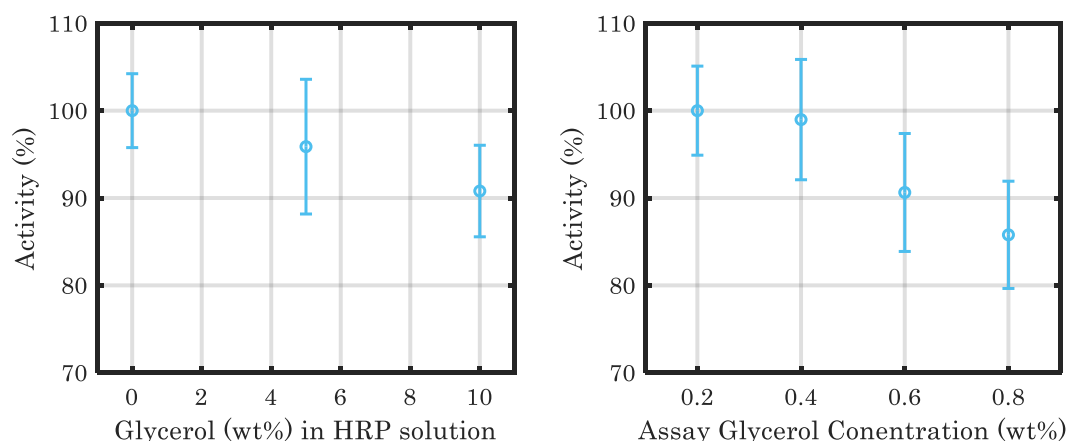 110
100
90
80
70
Activity (%)
0 2 4 6 8 10
Glycerol (wt%) in HRP solution
110
100
90
80
70
Activity (%)
0.2 0.4 0.6 0.8
Assay Glycerol Conentration (wt%)